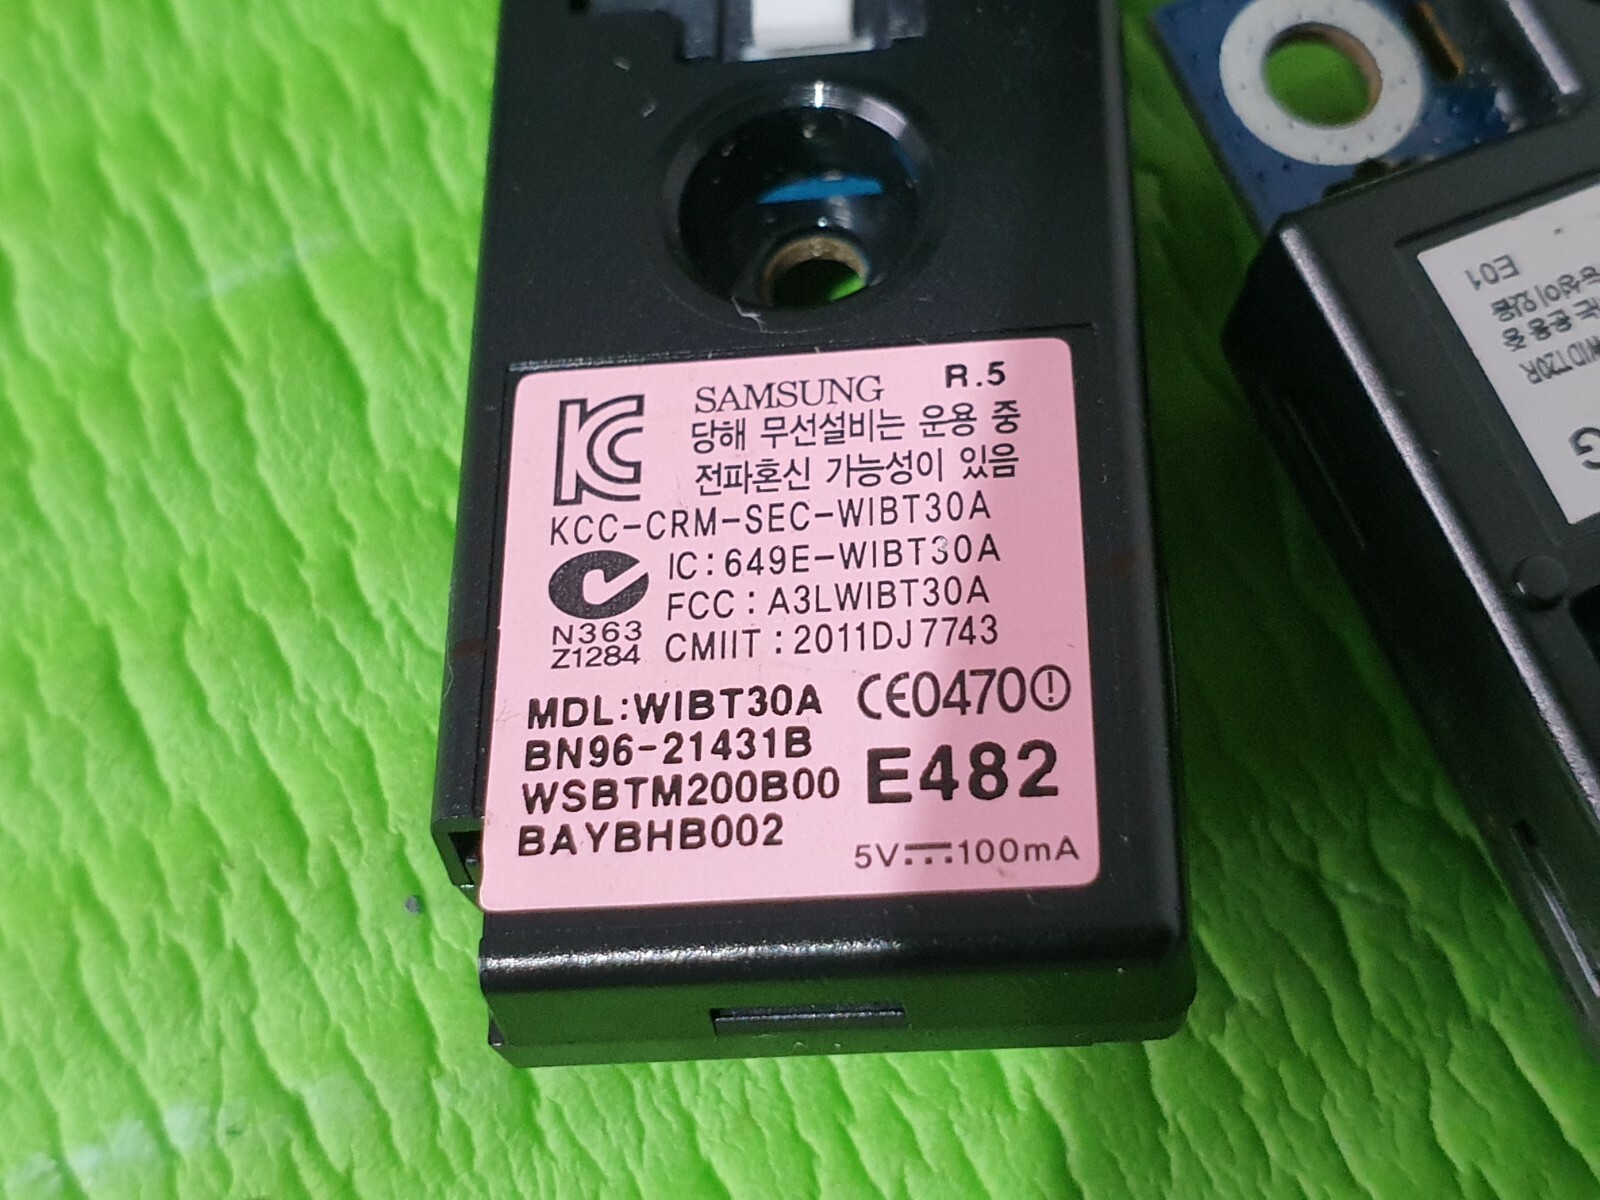 SAMSUNG R.5
당해 무선설비는 운용 중
전파혼신 가능성이 있음
KCC-CRM-SEC-WIBT30A
IC:649E-WIBT30A
FCC:A3LWIBT30A
N363
Z1284
CMIIT:2011DJ7743
MDL:WIBT30A CE0470
BN96-21431B
WSBTM200B00
E482
BAYBHB002
5V 100mA
E01
WIDT20R